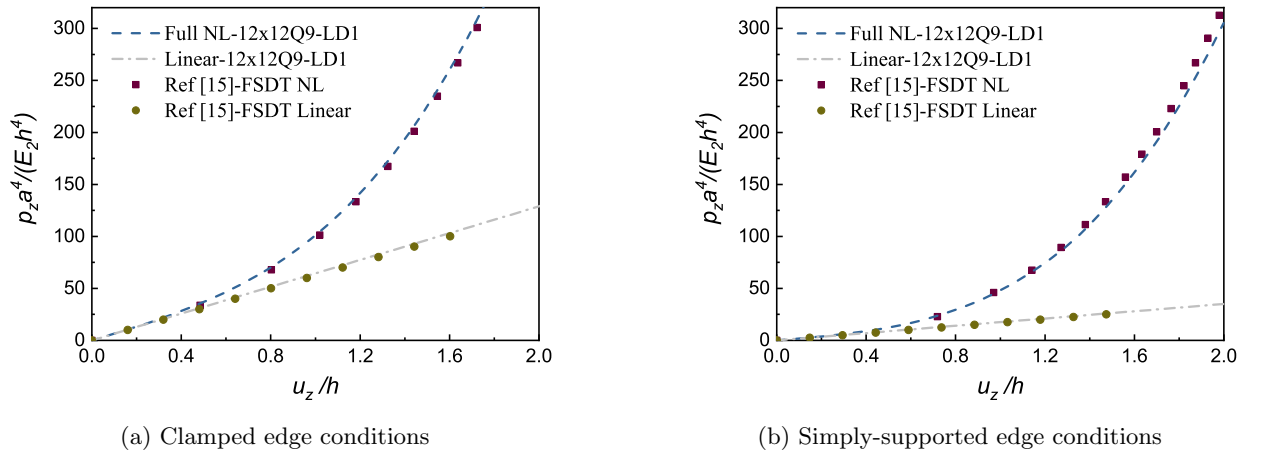 300
250
200
150
100
50
0
p_z a^4/(E_2h^4)
Full NL-12x12Q9-LD1
Linear-12x12Q9-LD1
Ref [15]-FSDT NL
Ref [15]-FSDT Linear
0.0 0.4 0.8 1.2 1.6 2.0
u_z /h
(a) Clamped edge conditions
300
250
200
150
100
50
0
p_z a^4/(E_2h^4)
Full NL-12x12Q9-LD1
Linear-12x12Q9-LD1
Ref [15]-FSDT NL
Ref [15]-FSDT Linear
0.0 0.4 0.8 1.2 1.6 2.0
u_z /h
(b) Simply-supported edge conditions